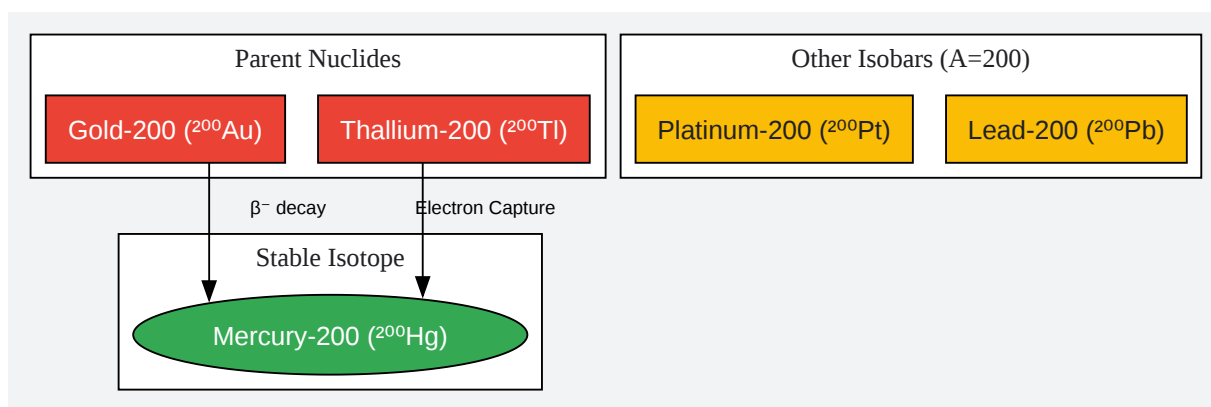 Parent Nuclides
Gold-200 (²⁰⁰Au)
Thallium-200 (²⁰⁰Tl)
Other Isobars (A=200)
Platinum-200 (²⁰⁰Pt)
Lead-200 (²⁰⁰Pb)
β⁻ decay
Electron Capture
Stable Isotope
Mercury-200 (²⁰⁰Hg)